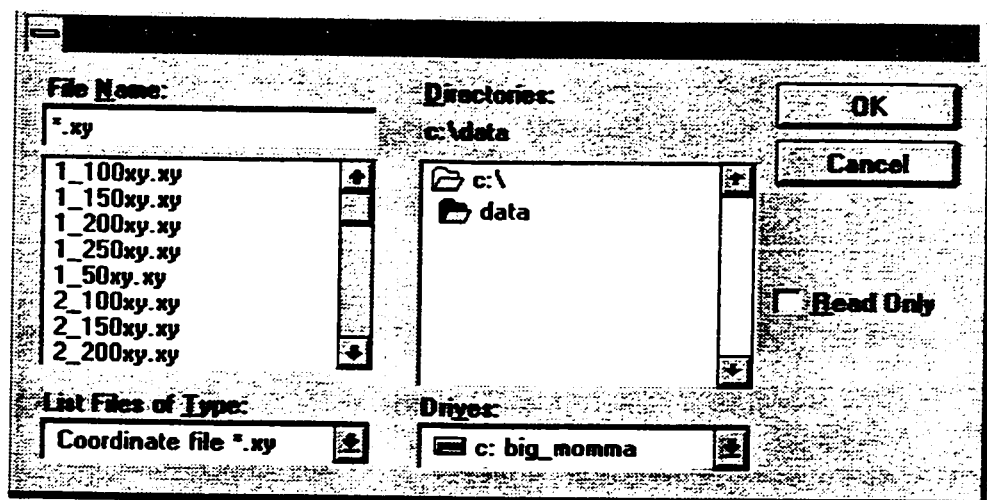 File Name:
*.xy
1_100xy.xy
1_150xy.xy
1_200xy.xy
1_250xy.xy
1_50xy.xy
2_100xy.xy
2_150xy.xy
2_200xy.xy
List Files of Type:
Coordinate file *.xy
Directories:
c:\data
c:\
data
Drives:
c: big_momma
OK
Cancel
Read Only